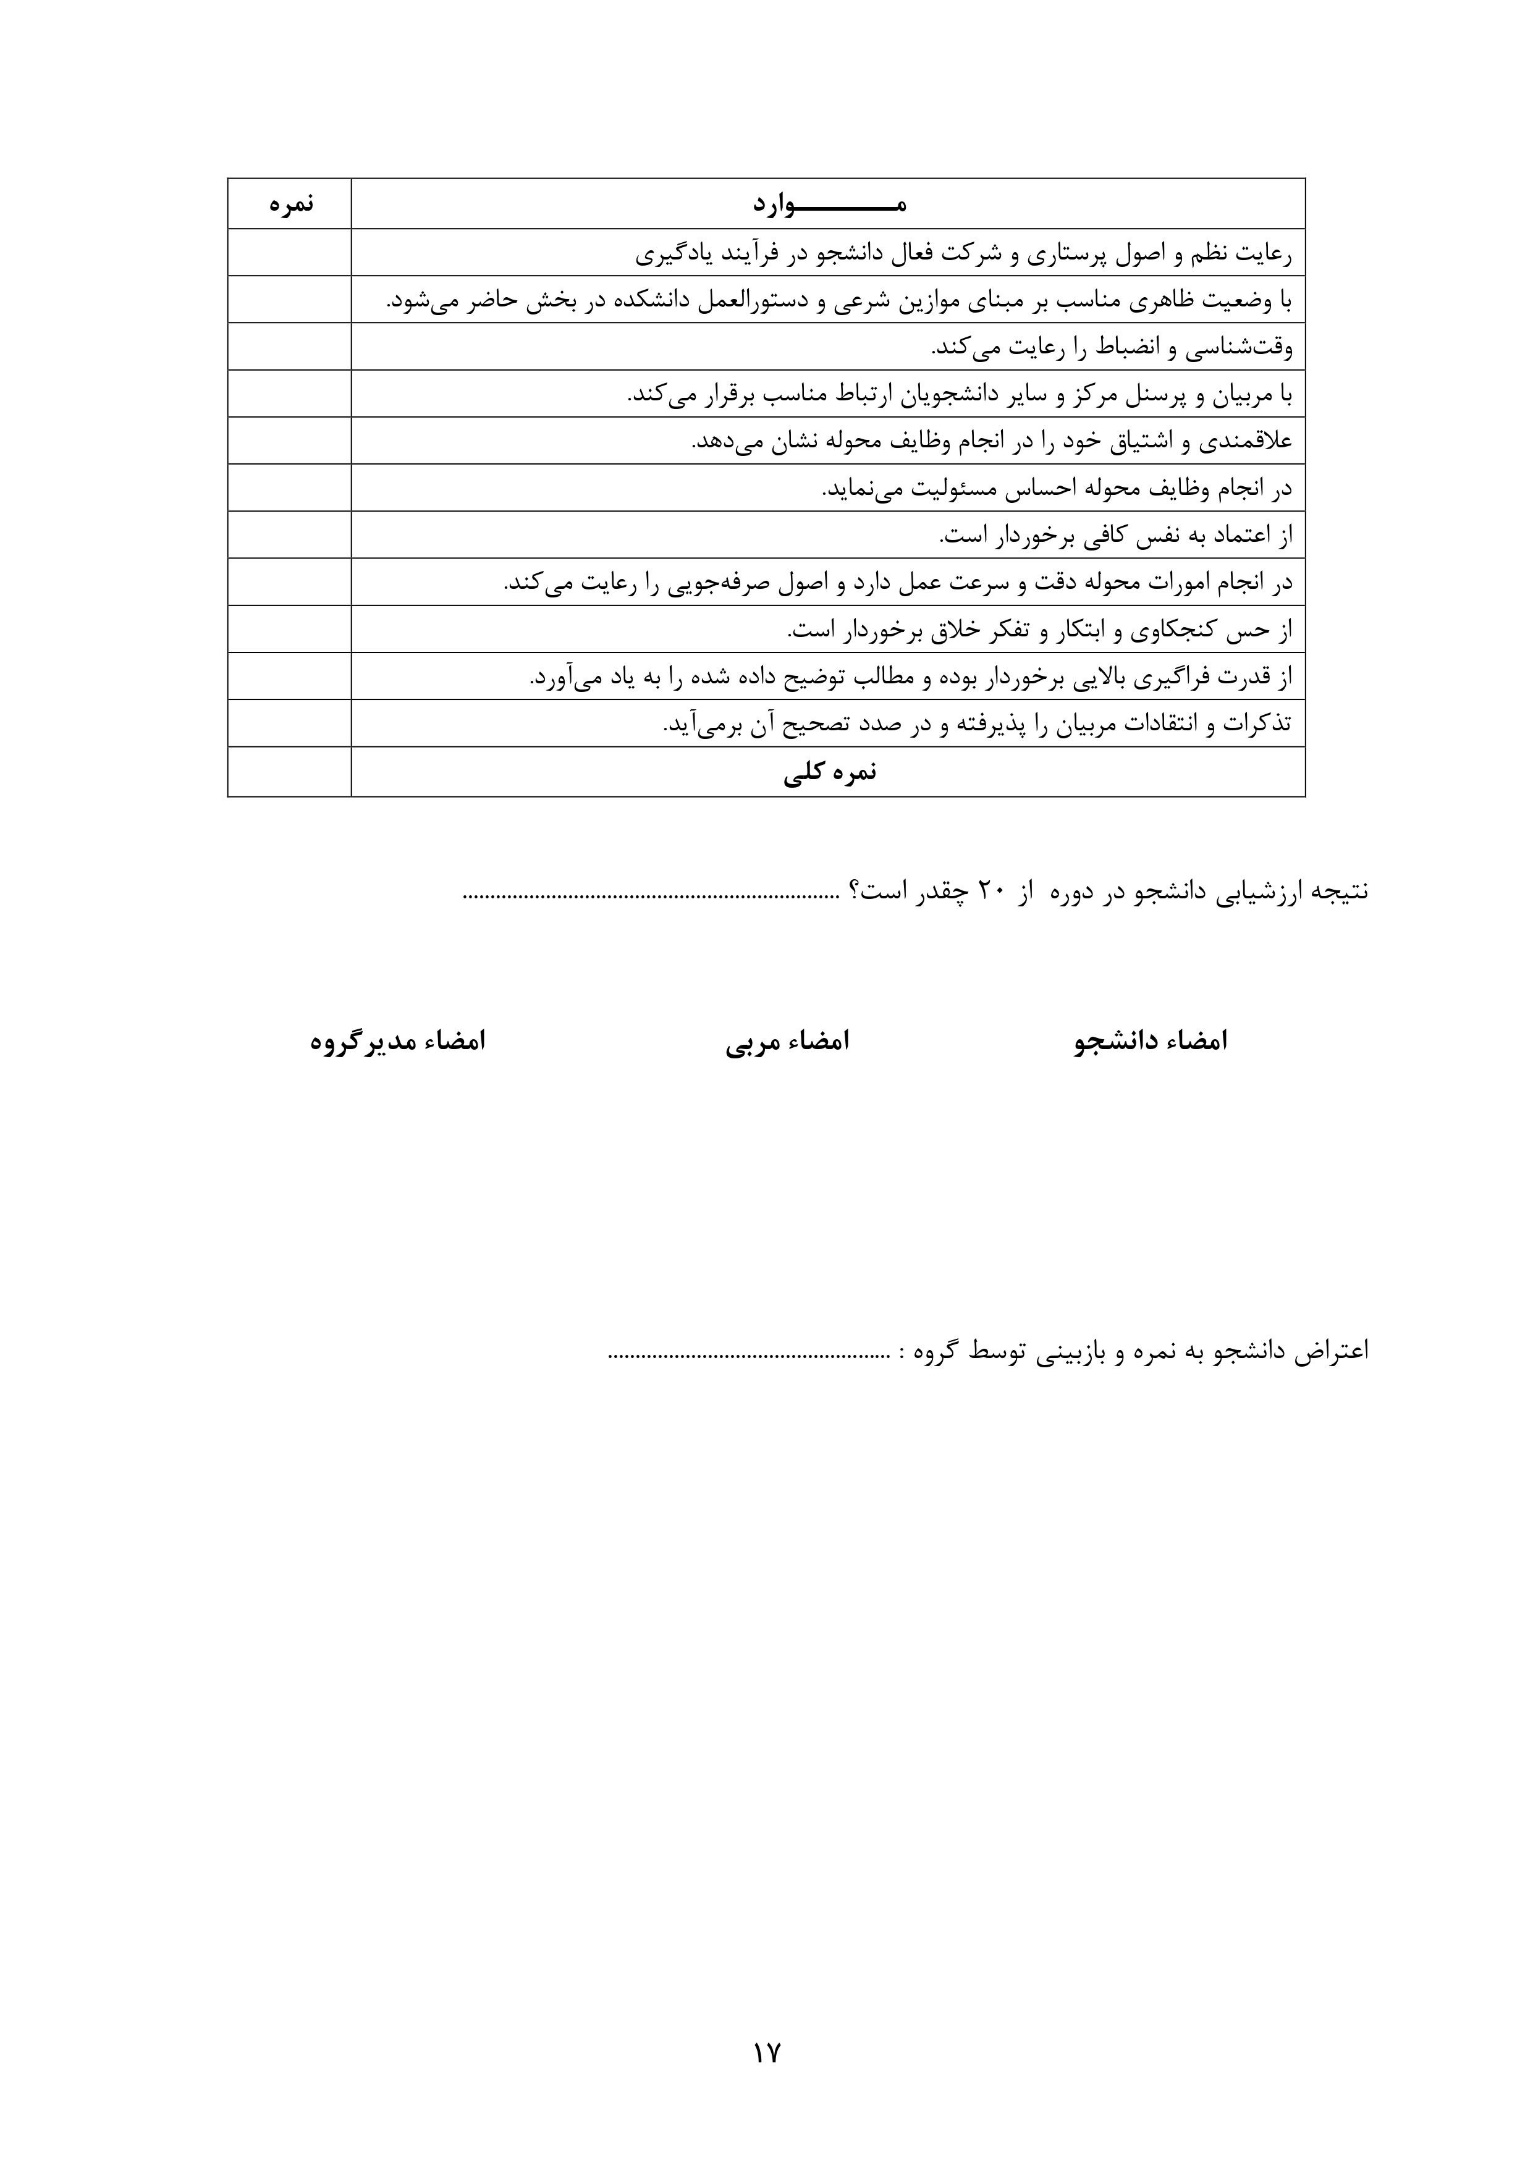 مـــــــــــوارد نمره
رعایت نظم و اصول پرستاری و شرکت فعال دانشجو در فرآیند یادگیری
با وضعیت ظاهری مناسب بر مبنای موازین شرعی و دستورالعمل دانشکده در بخش حاضر می‌شود.
وقت‌شناسی و انضباط را رعایت می‌کند.
با مربیان و پرسنل مرکز و سایر دانشجویان ارتباط مناسب برقرار می‌کند.
علاقمندی و اشتیاق خود را در انجام وظایف محوله نشان می‌دهد.
در انجام وظایف محوله احساس مسئولیت می‌نماید.
از اعتماد به نفس کافی برخوردار است.
در انجام امورات محوله دقت و سرعت عمل دارد و اصول صرفه‌جویی را رعایت می‌کند.
از حس کنجکاوی و ابتکار و تفکر خلاق برخوردار است.
از قدرت فراگیری بالایی برخوردار بوده و مطالب توضیح داده شده را به یاد می‌آورد.
تذکرات و انتقادات مربیان را پذیرفته و در صدد تصحیح آن برمی‌آید.
نمره کلی
نتیجه ارزشیابی دانشجو در دوره از ۲۰ چقدر است؟ ....................................................................
امضاء دانشجو امضاء مربی امضاء مدیرگروه
اعتراض دانشجو به نمره و بازبینی توسط گروه : ...................................................
۱۷